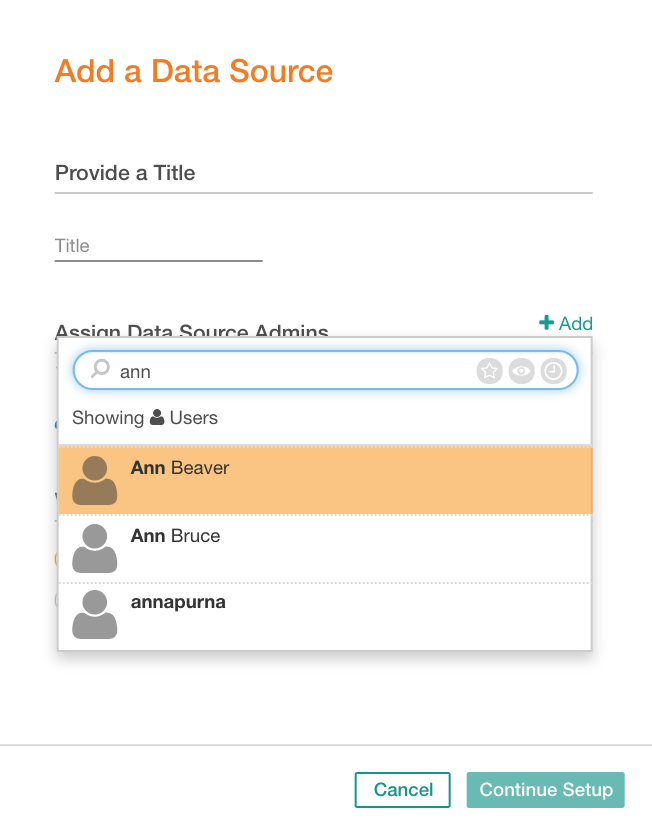 Add a Data Source
Provide a Title
Title
Assign Data Source Admins
Add
ann
Showing Users
Ann Beaver
Ann Bruce
annapurna
Cancel
Continue Setup